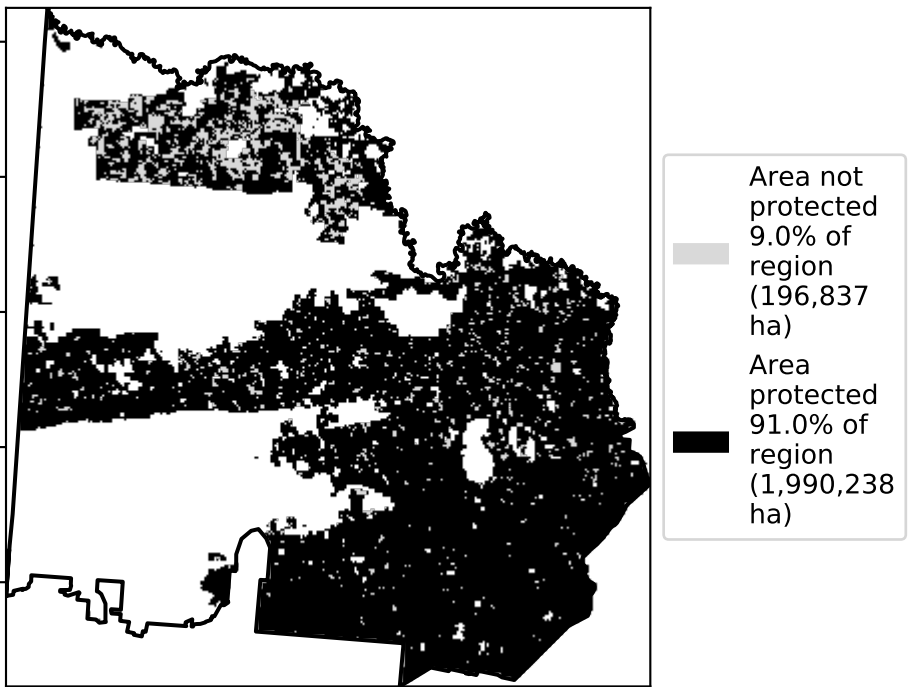 Area not
protected
9.0% of
region
(196,837
ha)
Area
protected
91.0% of
region
(1,990,238
ha)